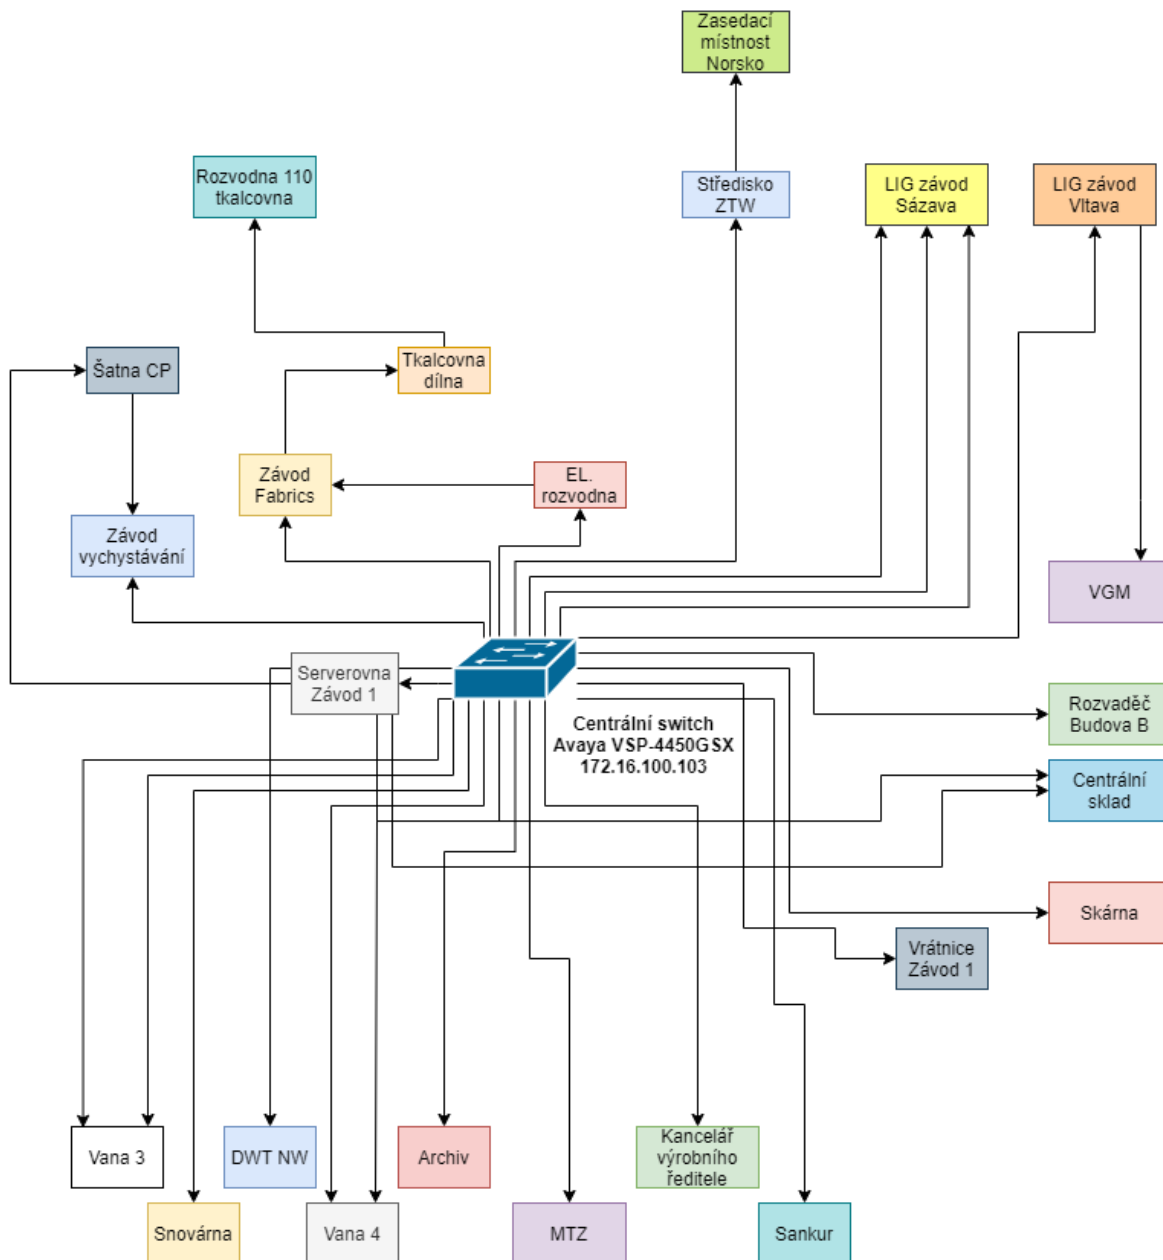 Zasedací
místnost
Norsko
Rozvodna 110
tkalcovna
Středisko
ZTW
LIG závod
Sázava
LIG závod
Vltava
Šatna CP
Tkalcovna
dílna
Závod
Fabrics
EL.
rozvodna
Závod
vychystávání
VGM
Serverovna
Závod 1
Centrální switch
Avaya VSP-4450GSX
172.16.100.103
Rozvaděč
Budova B
Centrální
sklad
Skárna
Vrátnice
Závod 1
Vana 3
DWT NW
Archiv
Kancelář
výrobního
ředitele
Snovárna
Vana 4
MTZ
Sankur